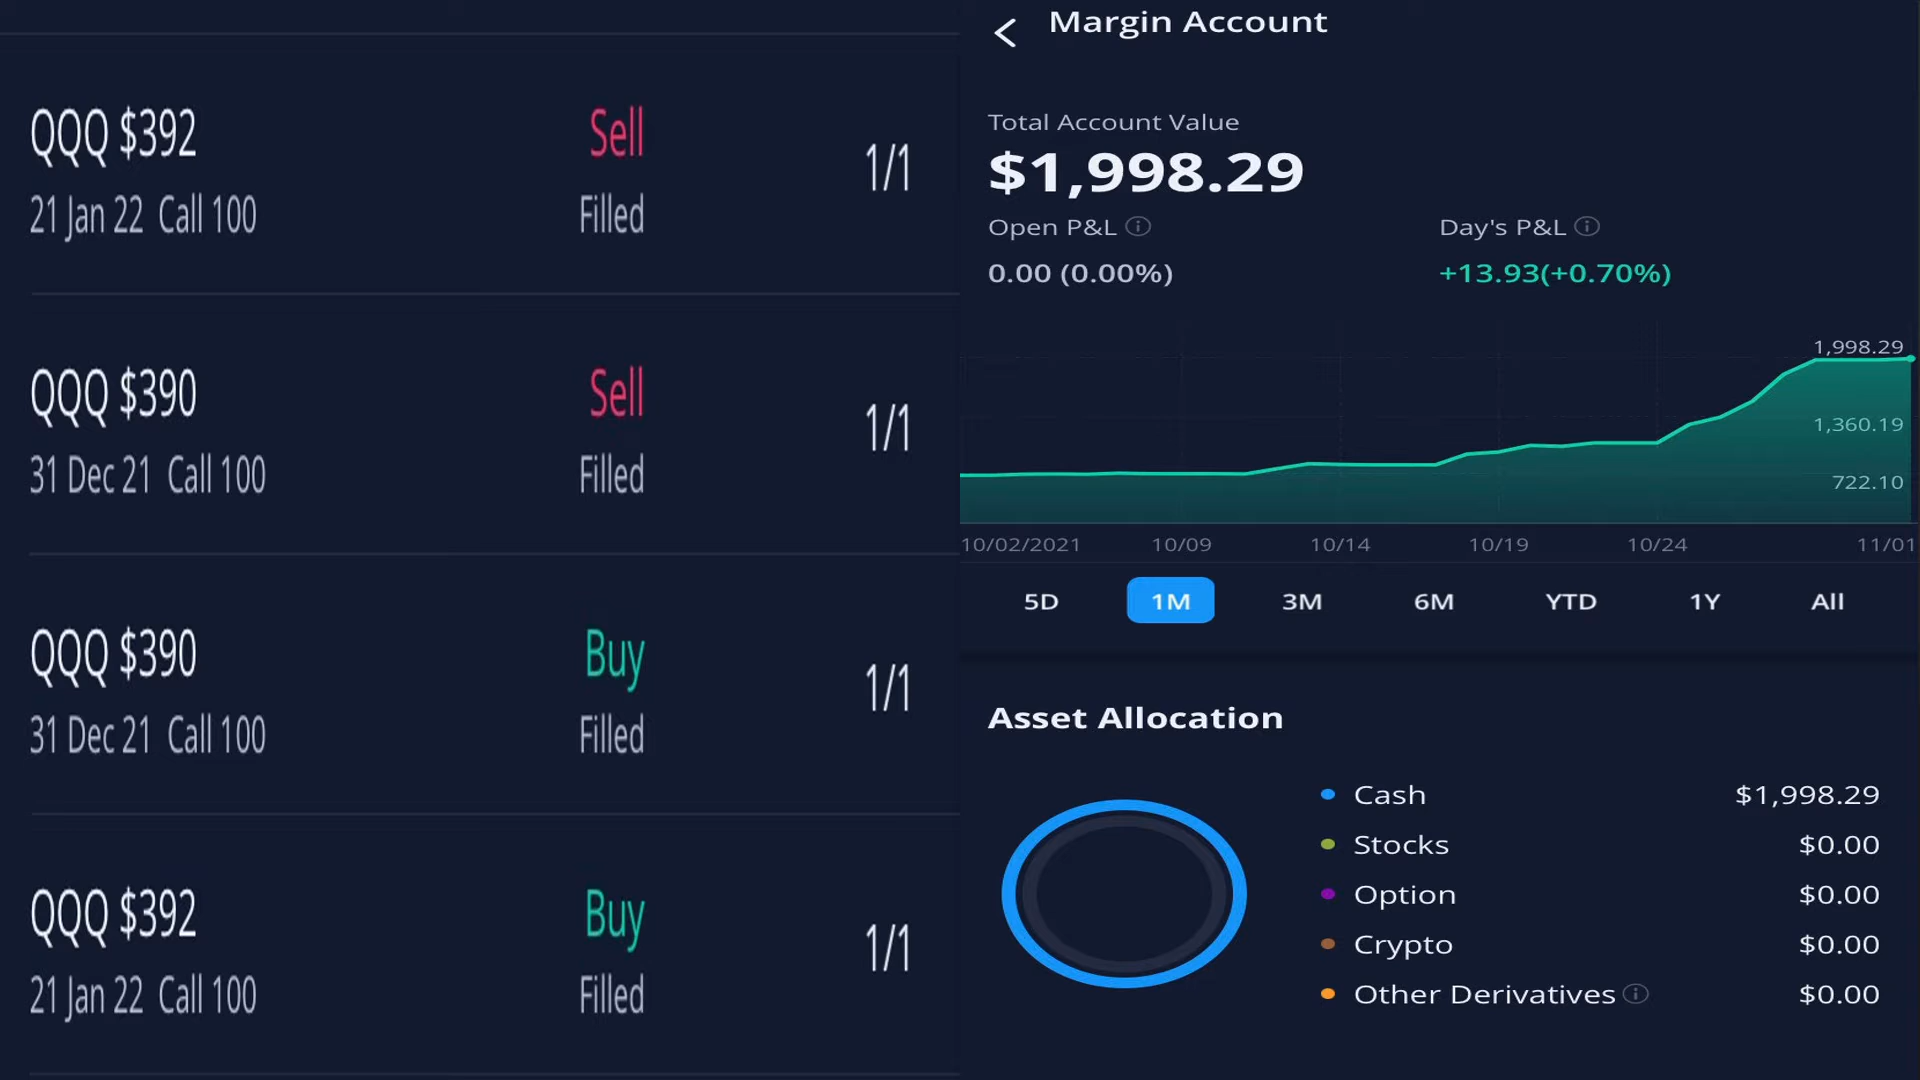 QQQ $392
Sell
1/1
21 Jan 22 Call 100
Filled
QQQ $390
Sell
1/1
31 Dec 21 Call 100
Filled
QQQ $390
Buy
1/1
31 Dec 21 Call 100
Filled
QQQ $392
Buy
1/1
21 Jan 22 Call 100
Filled
Margin Account
Total Account Value
$1,998.29
Open P&L
Day's P&L
0.00 (0.00%)
+13.93(+0.70%)
1,998.29
1,360.19
722.10
10/02/2021
10/09
10/14
10/19
10/24
11/01
5D
1M
3M
6M
YTD
1Y
All
Asset Allocation
Cash
$1,998.29
Stocks
$0.00
Option
$0.00
Crypto
$0.00
Other Derivatives
$0.00